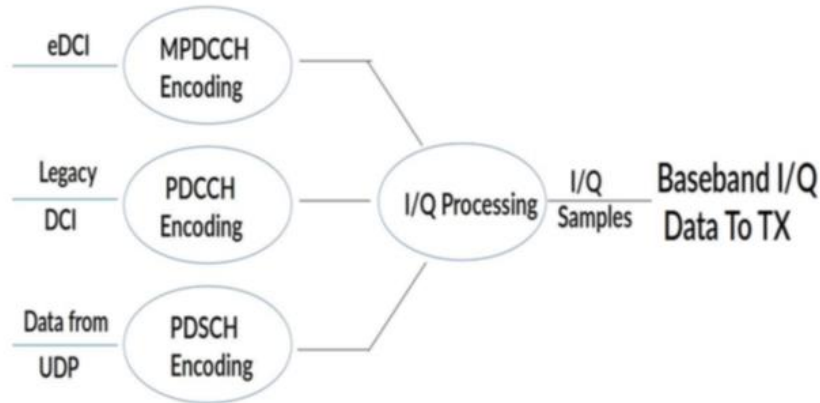 eDCI
MPDCCH
Encoding
Legacy
DCI
PDCCH
Encoding
Data from
UDP
PDSCH
Encoding
I/Q Processing
I/Q
Samples
Baseband I/Q
Data To TX